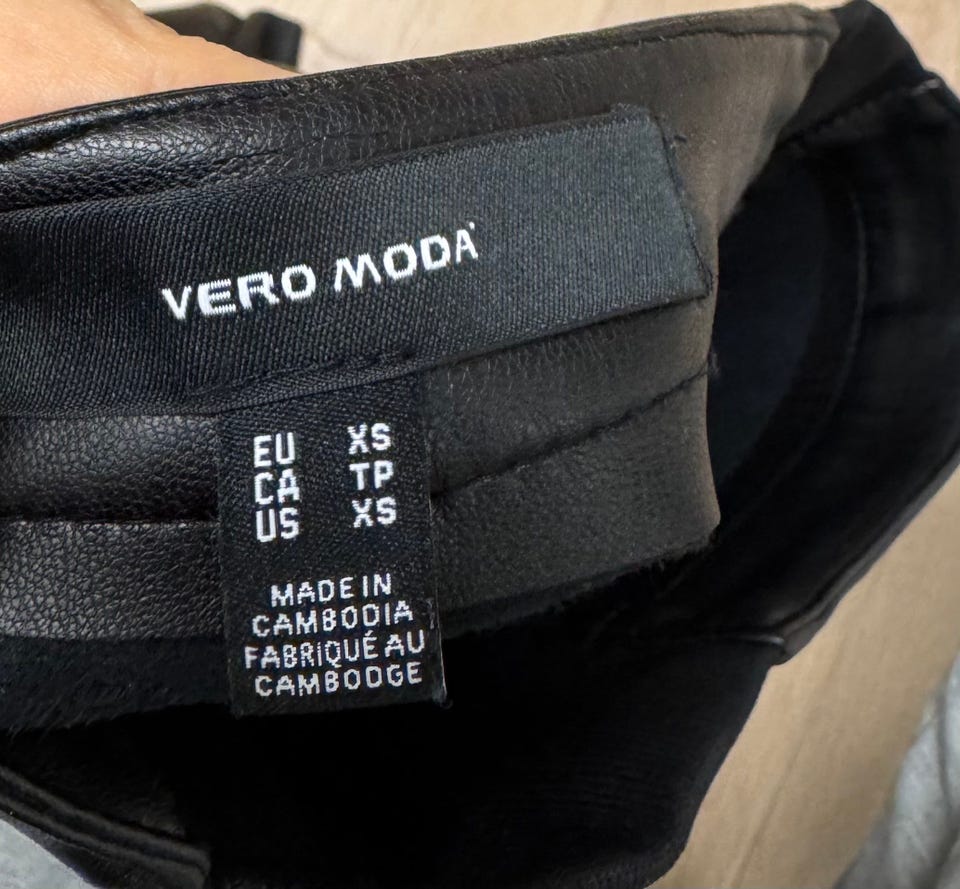 VERO MODA
EU XS
CA TP
US XS
MADE IN
CAMBODIA
FABRIQUÉ AU
CAMBODGE